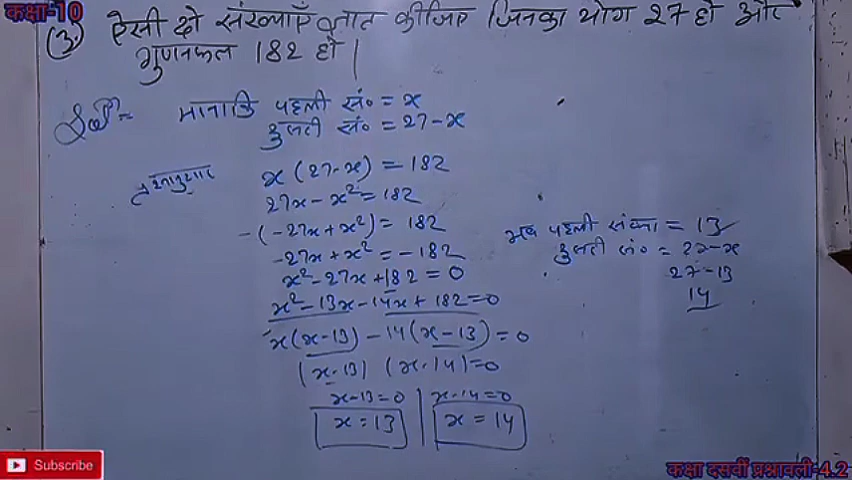 कक्षा-10
(3.) ऐसी दो संख्याएँ ज्ञात कीजिए जिनका योग 27 हो और
गुणनफल 182 हो |
Sol:- माना कि पहली सं० = x
दुसरी सं० = 27-x
प्रश्नानुसार x (27-x) = 182
27x - x² = 182
-(-27x + x²) = 182
-27x + x² = -182
x² - 27x + 182 = 0
x² - 13x - 14x + 182 = 0
x(x-13) - 14(x-13) = 0
(x-13) (x-14) = 0
x-13=0 | x-14=0
x = 13 | x = 14
अब पहली संख्या = 13
दुसरी सं० = 27-x
27-13
14
Subscribe
कक्षा दसवीं प्रश्नावली-4.2